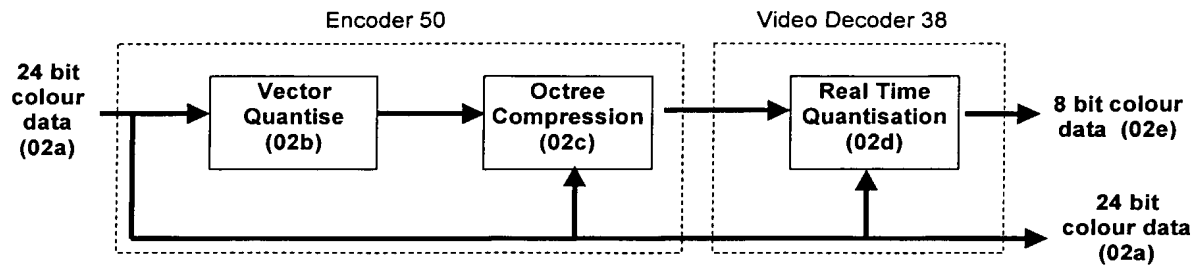 Encoder 50
Video Decoder 38
24 bit
colour
data
(02a)
Vector
Quantise
(02b)
Octree
Compression
(02c)
Real Time
Quantisation
(02d)
8 bit colour
data (02e)
24 bit
colour data
(02a)